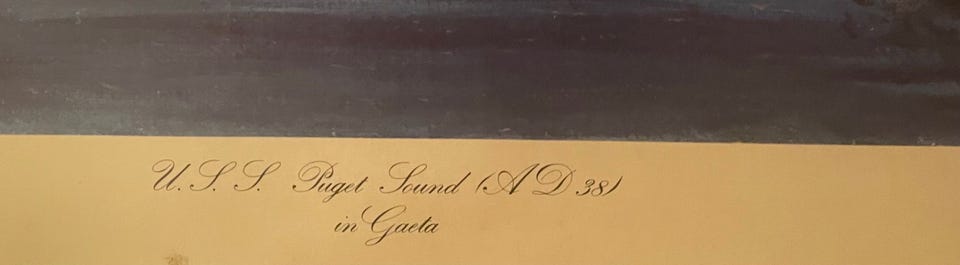 U.S.S. Puget Sound (AD 38)
in Gaeta